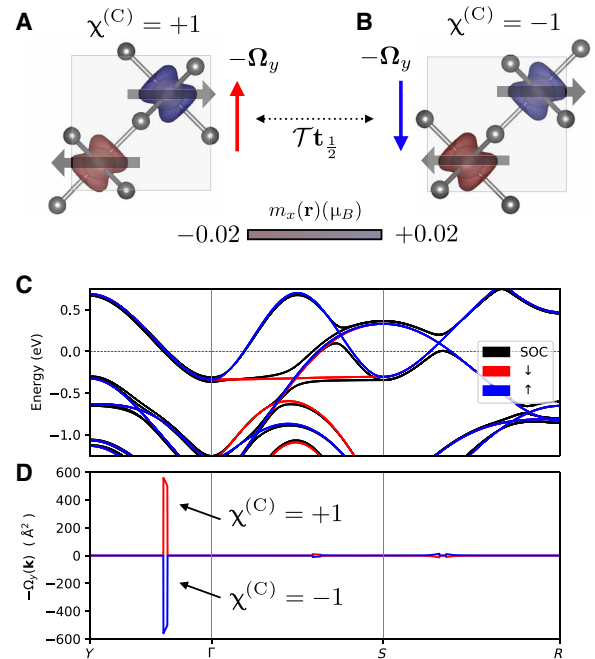 A
χ^(C) = +1
B
χ^(C) = −1
−Ω_y
−Ω_y
𝒯t_½
m_x(r)(μ_B)
−0.02
+0.02
C
0.5
0.0
−0.5
−1.0
Energy (eV)
SOC
↓
↑
D
600
400
200
0
−200
−400
−600
−Ω_y(k) ( Å² )
χ^(C) = +1
χ^(C) = −1
Y
Γ
S
R